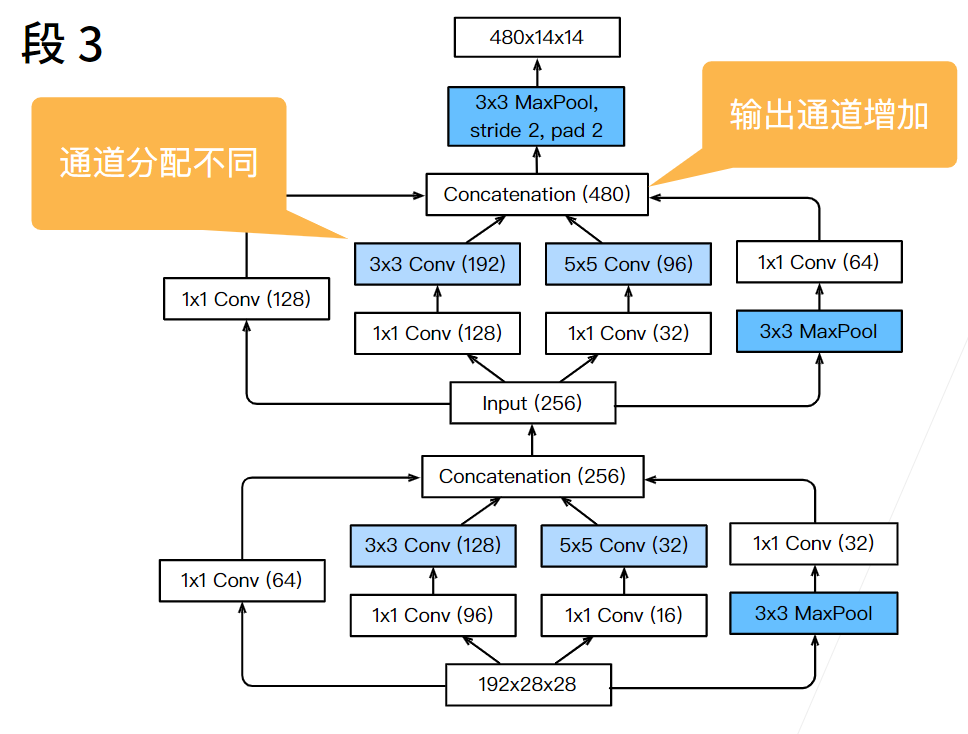 段 3
480x14x14
3x3 MaxPool,
stride 2, pad 2
输出通道增加
通道分配不同
Concatenation (480)
3x3 Conv (192)
5x5 Conv (96)
1x1 Conv (64)
1x1 Conv (128)
1x1 Conv (128)
1x1 Conv (32)
3x3 MaxPool
Input (256)
Concatenation (256)
3x3 Conv (128)
5x5 Conv (32)
1x1 Conv (32)
1x1 Conv (64)
1x1 Conv (96)
1x1 Conv (16)
3x3 MaxPool
192x28x28